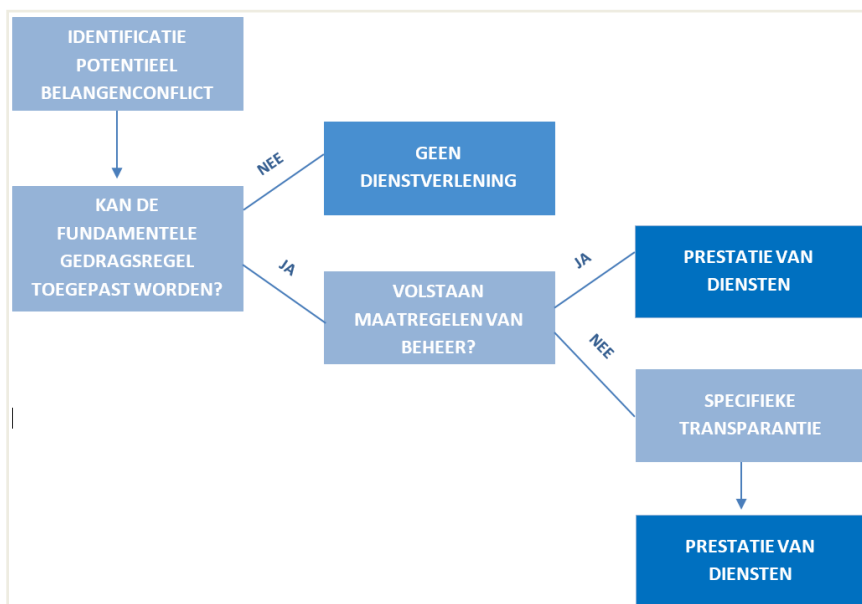 IDENTIFICATIE
POTENTIEEL
BELANGENCONFLICT
NEE
GEEN
DIENSTVERLENING
KAN DE
FUNDAMENTELE
GEDRAGSREGEL
TOEGEPAST WORDEN?
JA
VOLSTAAN
MAATREGELEN VAN
BEHEER?
JA
PRESTATIE VAN
DIENSTEN
NEE
SPECIFIEKE
TRANSPARANTIE
PRESTATIE VAN
DIENSTEN